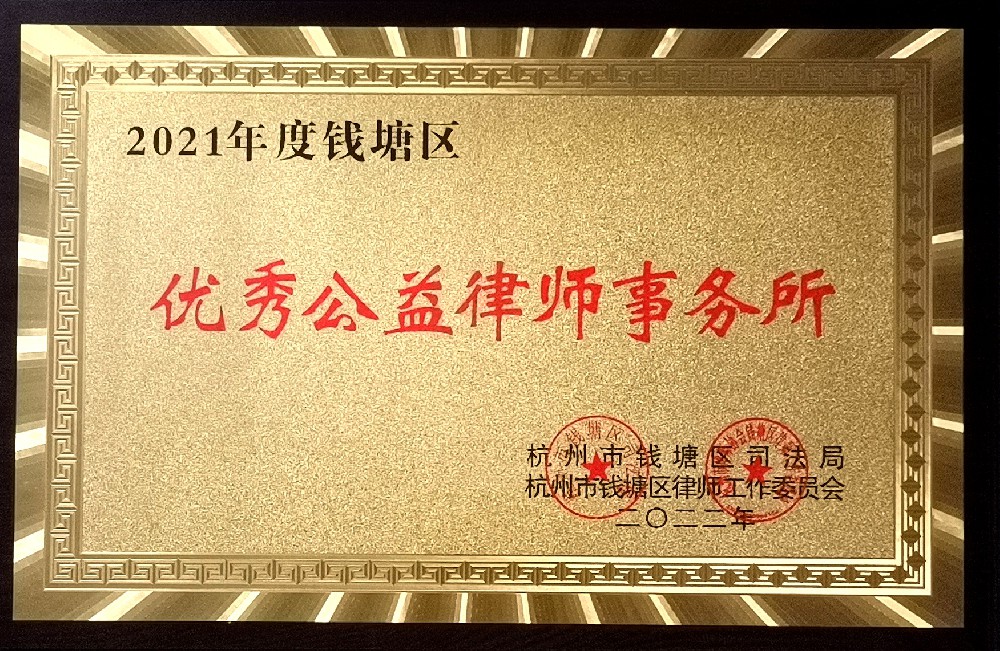 2021年度钱塘区
优秀公益律师事务所
杭州市钱塘区司法局
杭州市钱塘区律师工作委员会
二〇二二年